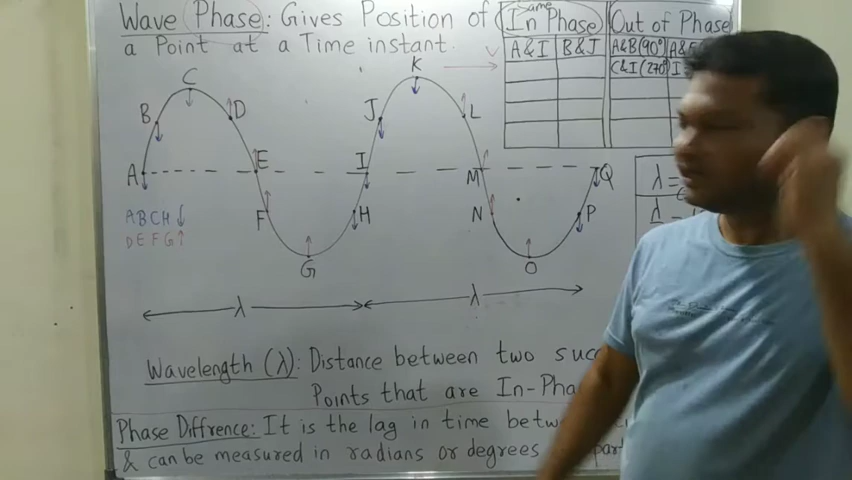 Wave Phase: Gives Position of
a Point at a Time instant.
Same
In Phase
Out of Phase
A & I
B & J
A&B(90°)
C&I(270°)
V
A
B
C
D
E
F
G
H
I
J
K
L
M
N
O
P
Q
ABCH
DEFG
λ
λ
λ =
Wavelength (λ): Distance between two succ
Points that are In-Pha
Phase Diffrence: It is the lag in time betw
& can be measured in radians or degrees